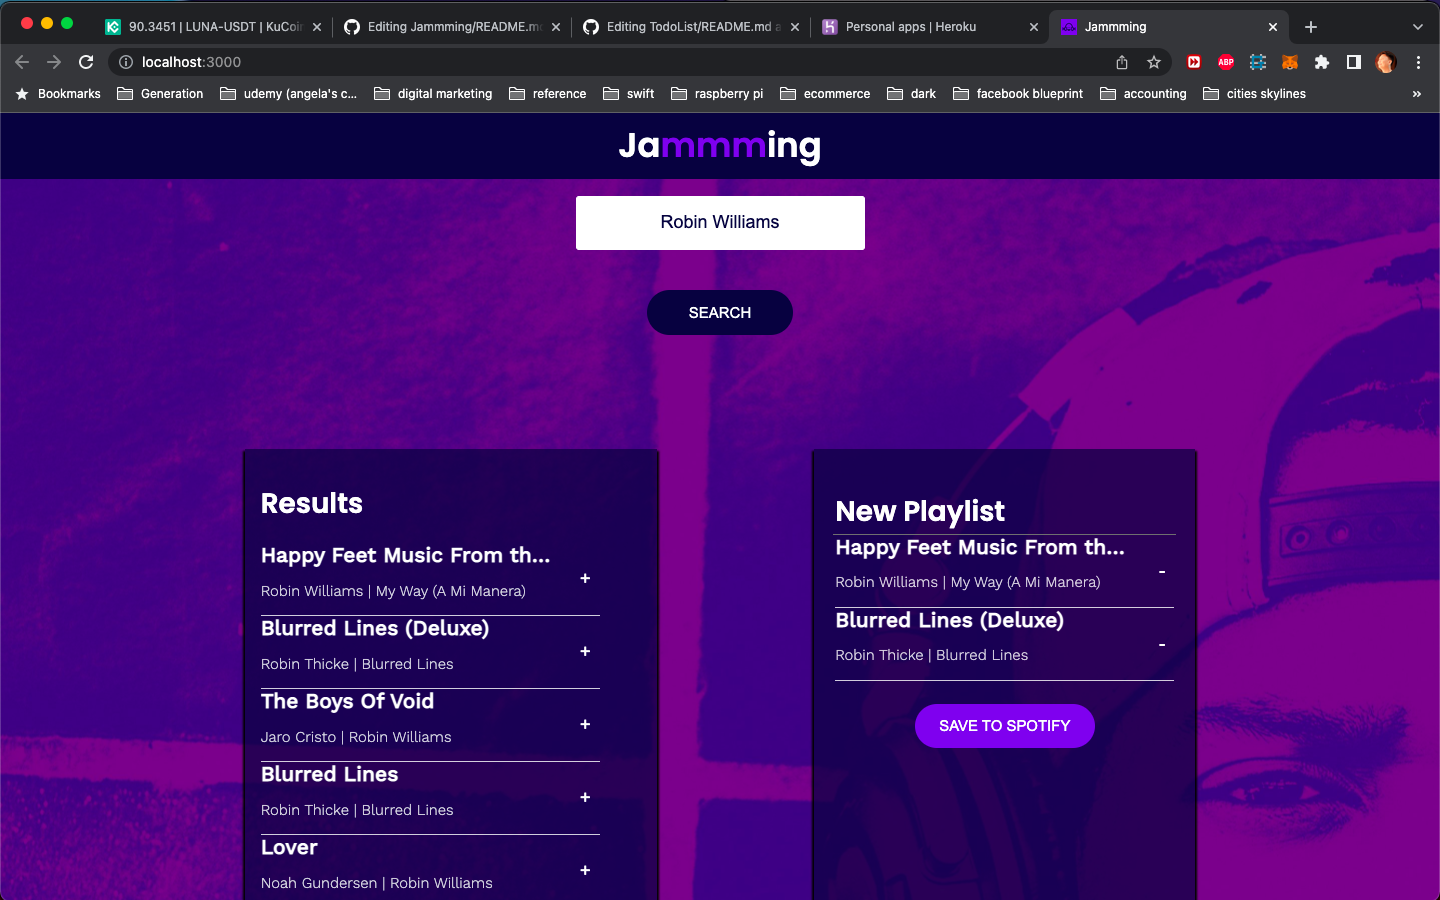 90.3451 | LUNA-USDT | KuCoin
Editing Jammming/README.md
Editing TodoList/README.md a
Personal apps | Heroku
Jammming
localhost:3000
ABP
Bookmarks
Generation
udemy (angela's c...
digital marketing
reference
swift
raspberry pi
ecommerce
dark
facebook blueprint
accounting
cities skylines
»
Jammming
Robin Williams
SEARCH
Results
Happy Feet Music From th...
Robin Williams | My Way (A Mi Manera)
+
Blurred Lines (Deluxe)
Robin Thicke | Blurred Lines
+
The Boys Of Void
Jaro Cristo | Robin Williams
+
Blurred Lines
Robin Thicke | Blurred Lines
+
Lover
Noah Gundersen | Robin Williams
+
New Playlist
Happy Feet Music From th...
Robin Williams | My Way (A Mi Manera)
-
Blurred Lines (Deluxe)
Robin Thicke | Blurred Lines
-
SAVE TO SPOTIFY